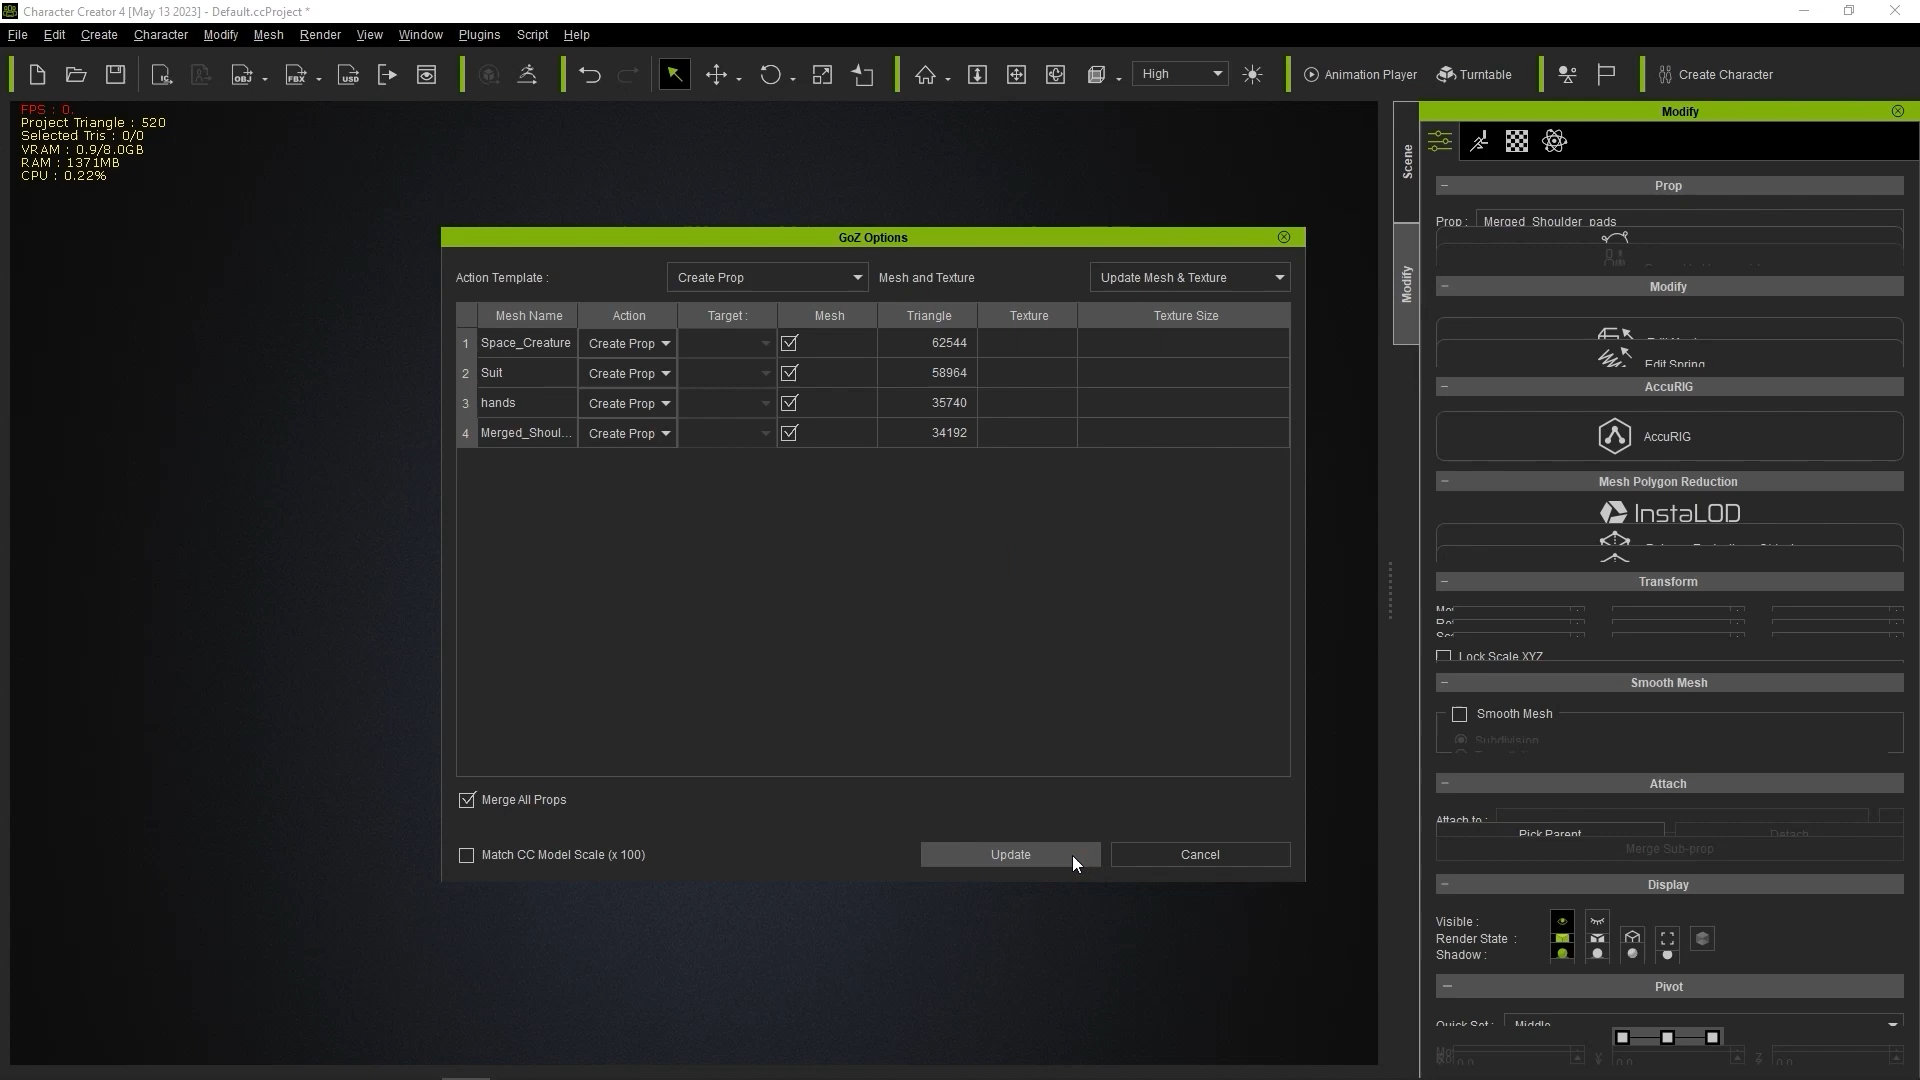 Character Creator 4 [May 13 2023] - Default.ccProject *
File Edit Create Character Modify Mesh Render View Window Plugins Script Help
High
Animation Player
Turntable
Create Character
FPS : 0.
Project Triangle : 520
Selected Tris : 0/0
VRAM : 0.9/8.0GB
RAM : 1371MB
CPU : 0.22%
GoZ Options
Action Template :
Create Prop
Mesh and Texture
Update Mesh & Texture
Mesh Name Action Target : Mesh Triangle Texture Texture Size
1 Space_Creature Create Prop 62544
2 Suit Create Prop 58964
3 hands Create Prop 35740
4 Merged_Shoul... Create Prop 34192
Merge All Props
Match CC Model Scale (x 100)
Update
Cancel
Scene
Modify
Modify
Prop
Prop : Merged_Shoulder_pads
Modify
Edit Spring
AccuRIG
AccuRIG
Mesh Polygon Reduction
InstaLOD
Transform
Lock Scale XYZ
Smooth Mesh
Smooth Mesh
Subdivision
Attach
Attach to :
Pick Parent
Detach
Merge Sub-prop
Display
Visible :
Render State :
Shadow :
Pivot
Quick Set : Middle